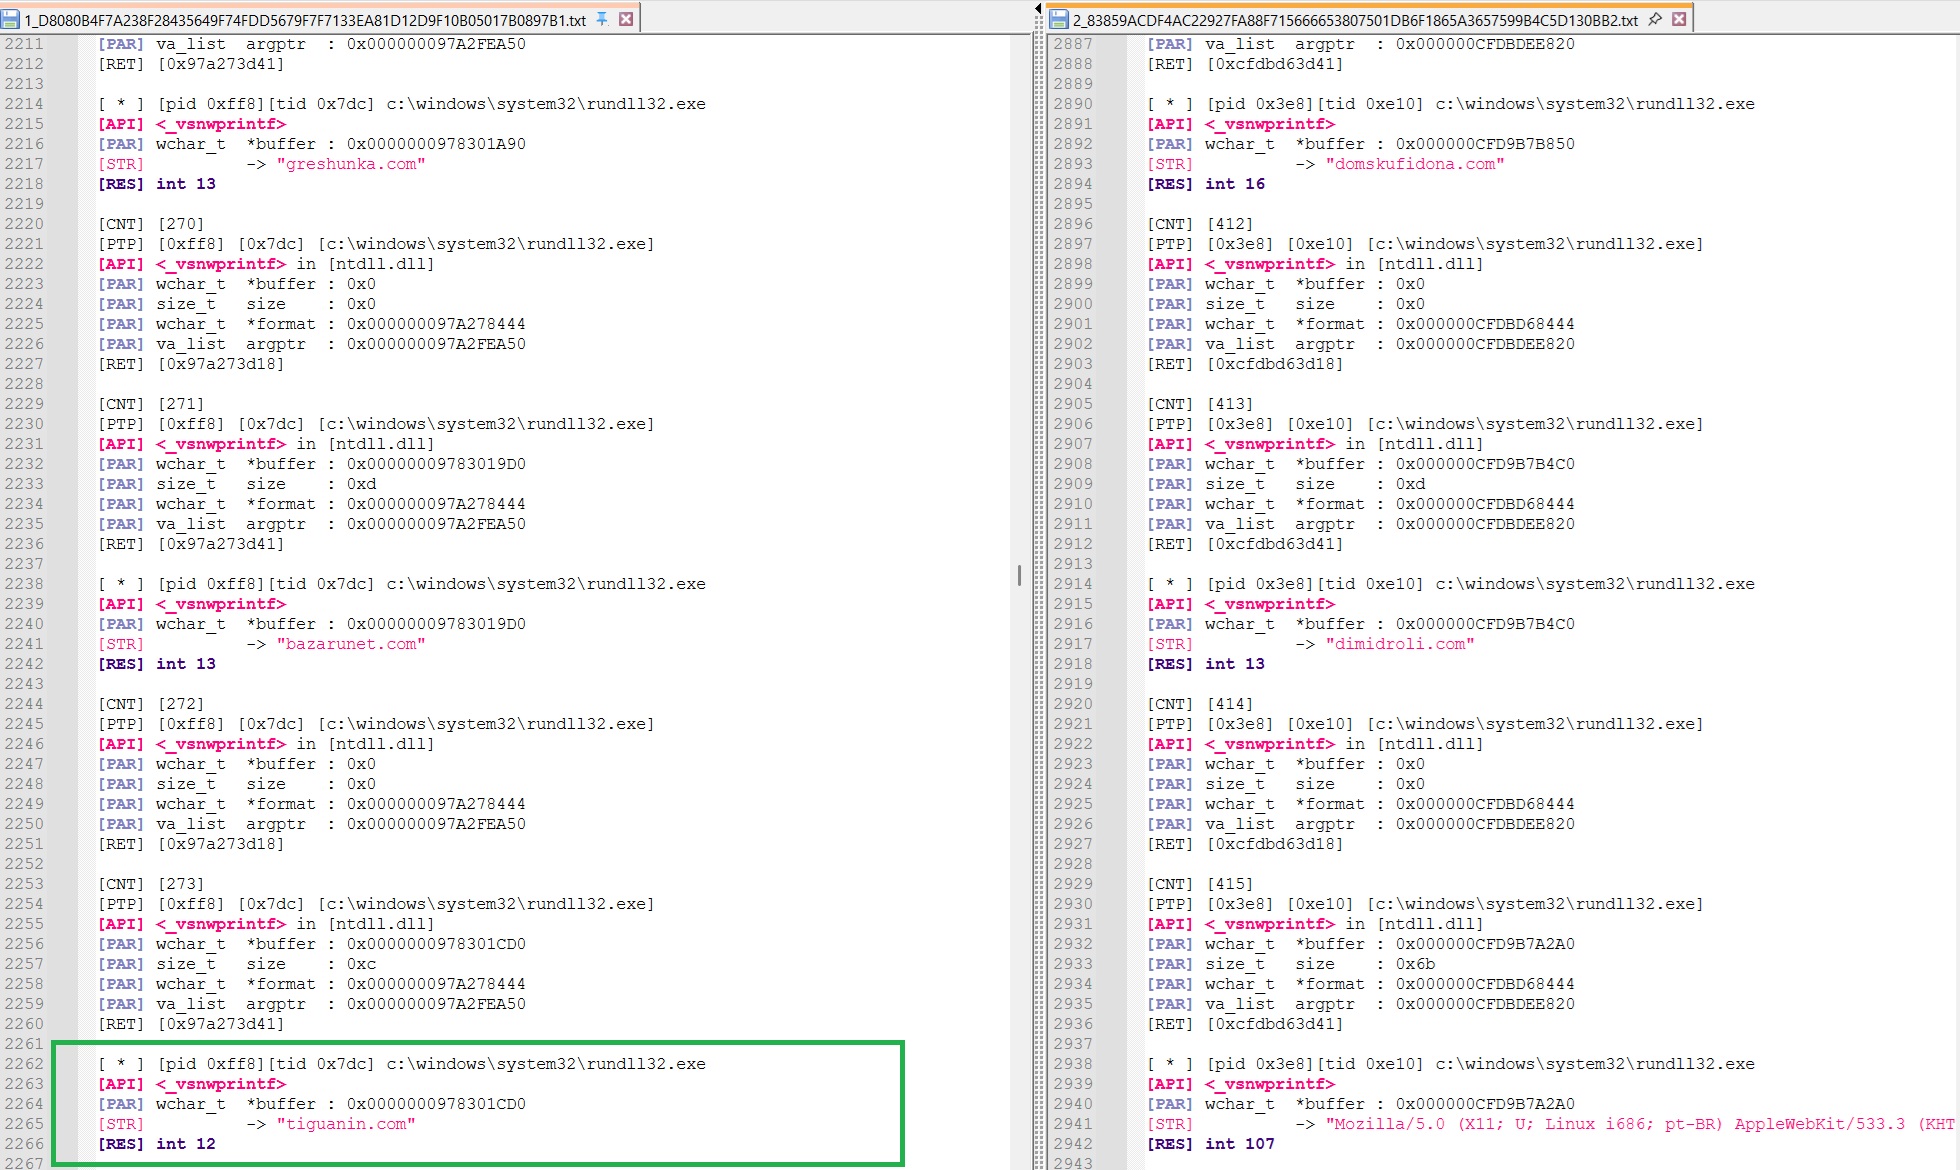 1_D8080B4F7A238F28435649F74FDD5679F7F7133EA81D12D9F10B05017B0897B1.txt
2211 [PAR] va_list argptr : 0x000000097A2FEA50
2212 [RET] [0x97a273d41]
2213
2214 [ * ] [pid 0xff8][tid 0x7dc] c:\windows\system32\rundll32.exe
2215 [API] <_vsnwprintf>
2216 [PAR] wchar_t *buffer : 0x0000000978301A90
2217 [STR] -> "greshunka.com"
2218 [RES] int 13
2219
2220 [CNT] [270]
2221 [PTP] [0xff8] [0x7dc] [c:\windows\system32\rundll32.exe]
2222 [API] <_vsnwprintf> in [ntdll.dll]
2223 [PAR] wchar_t *buffer : 0x0
2224 [PAR] size_t size : 0x0
2225 [PAR] wchar_t *format : 0x000000097A278444
2226 [PAR] va_list argptr : 0x000000097A2FEA50
2227 [RET] [0x97a273d18]
2228
2229 [CNT] [271]
2230 [PTP] [0xff8] [0x7dc] [c:\windows\system32\rundll32.exe]
2231 [API] <_vsnwprintf> in [ntdll.dll]
2232 [PAR] wchar_t *buffer : 0x00000009783019D0
2233 [PAR] size_t size : 0xd
2234 [PAR] wchar_t *format : 0x000000097A278444
2235 [PAR] va_list argptr : 0x000000097A2FEA50
2236 [RET] [0x97a273d41]
2237
2238 [ * ] [pid 0xff8][tid 0x7dc] c:\windows\system32\rundll32.exe
2239 [API] <_vsnwprintf>
2240 [PAR] wchar_t *buffer : 0x00000009783019D0
2241 [STR] -> "bazarunet.com"
2242 [RES] int 13
2243
2244 [CNT] [272]
2245 [PTP] [0xff8] [0x7dc] [c:\windows\system32\rundll32.exe]
2246 [API] <_vsnwprintf> in [ntdll.dll]
2247 [PAR] wchar_t *buffer : 0x0
2248 [PAR] size_t size : 0x0
2249 [PAR] wchar_t *format : 0x000000097A278444
2250 [PAR] va_list argptr : 0x000000097A2FEA50
2251 [RET] [0x97a273d18]
2252
2253 [CNT] [273]
2254 [PTP] [0xff8] [0x7dc] [c:\windows\system32\rundll32.exe]
2255 [API] <_vsnwprintf> in [ntdll.dll]
2256 [PAR] wchar_t *buffer : 0x0000000978301CD0
2257 [PAR] size_t size : 0xc
2258 [PAR] wchar_t *format : 0x000000097A278444
2259 [PAR] va_list argptr : 0x000000097A2FEA50
2260 [RET] [0x97a273d41]
2261
2262 [ * ] [pid 0xff8][tid 0x7dc] c:\windows\system32\rundll32.exe
2263 [API] <_vsnwprintf>
2264 [PAR] wchar_t *buffer : 0x0000000978301CD0
2265 [STR] -> "tiguanin.com"
2266 [RES] int 12
2267
2_83859ACDF4AC22927FA88F715666653807501DB6F1865A3657599B4C5D130BB2.txt
2887 [PAR] va_list argptr : 0x000000CFDBDEE820
2888 [RET] [0xcfdbd63d41]
2889
2890 [ * ] [pid 0x3e8][tid 0xe10] c:\windows\system32\rundll32.exe
2891 [API] <_vsnwprintf>
2892 [PAR] wchar_t *buffer : 0x000000CFD9B7B850
2893 [STR] -> "domskufidona.com"
2894 [RES] int 16
2895
2896 [CNT] [412]
2897 [PTP] [0x3e8] [0xe10] [c:\windows\system32\rundll32.exe]
2898 [API] <_vsnwprintf> in [ntdll.dll]
2899 [PAR] wchar_t *buffer : 0x0
2900 [PAR] size_t size : 0x0
2901 [PAR] wchar_t *format : 0x000000CFDBD68444
2902 [PAR] va_list argptr : 0x000000CFDBDEE820
2903 [RET] [0xcfdbd63d18]
2904
2905 [CNT] [413]
2906 [PTP] [0x3e8] [0xe10] [c:\windows\system32\rundll32.exe]
2907 [API] <_vsnwprintf> in [ntdll.dll]
2908 [PAR] wchar_t *buffer : 0x000000CFD9B7B4C0
2909 [PAR] size_t size : 0xd
2910 [PAR] wchar_t *format : 0x000000CFDBD68444
2911 [PAR] va_list argptr : 0x000000CFDBDEE820
2912 [RET] [0xcfdbd63d41]
2913
2914 [ * ] [pid 0x3e8][tid 0xe10] c:\windows\system32\rundll32.exe
2915 [API] <_vsnwprintf>
2916 [PAR] wchar_t *buffer : 0x000000CFD9B7B4C0
2917 [STR] -> "dimidroli.com"
2918 [RES] int 13
2919
2920 [CNT] [414]
2921 [PTP] [0x3e8] [0xe10] [c:\windows\system32\rundll32.exe]
2922 [API] <_vsnwprintf> in [ntdll.dll]
2923 [PAR] wchar_t *buffer : 0x0
2924 [PAR] size_t size : 0x0
2925 [PAR] wchar_t *format : 0x000000CFDBD68444
2926 [PAR] va_list argptr : 0x000000CFDBDEE820
2927 [RET] [0xcfdbd63d18]
2928
2929 [CNT] [415]
2930 [PTP] [0x3e8] [0xe10] [c:\windows\system32\rundll32.exe]
2931 [API] <_vsnwprintf> in [ntdll.dll]
2932 [PAR] wchar_t *buffer : 0x000000CFD9B7A2A0
2933 [PAR] size_t size : 0x6b
2934 [PAR] wchar_t *format : 0x000000CFDBD68444
2935 [PAR] va_list argptr : 0x000000CFDBDEE820
2936 [RET] [0xcfdbd63d41]
2937
2938 [ * ] [pid 0x3e8][tid 0xe10] c:\windows\system32\rundll32.exe
2939 [API] <_vsnwprintf>
2940 [PAR] wchar_t *buffer : 0x000000CFD9B7A2A0
2941 [STR] -> "Mozilla/5.0 (X11; U; Linux i686; pt-BR) AppleWebKit/533.3 (KHT
2942 [RES] int 107
2943